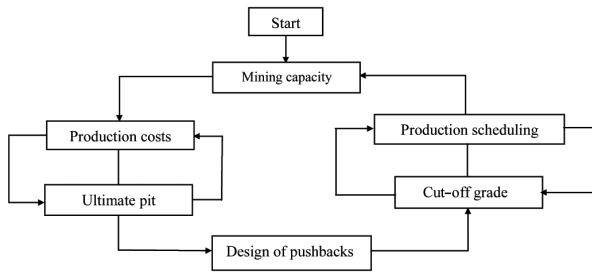 Start
Mining capacity
Production costs
Production scheduling
Ultimate pit
Cut-off grade
Design of pushbacks